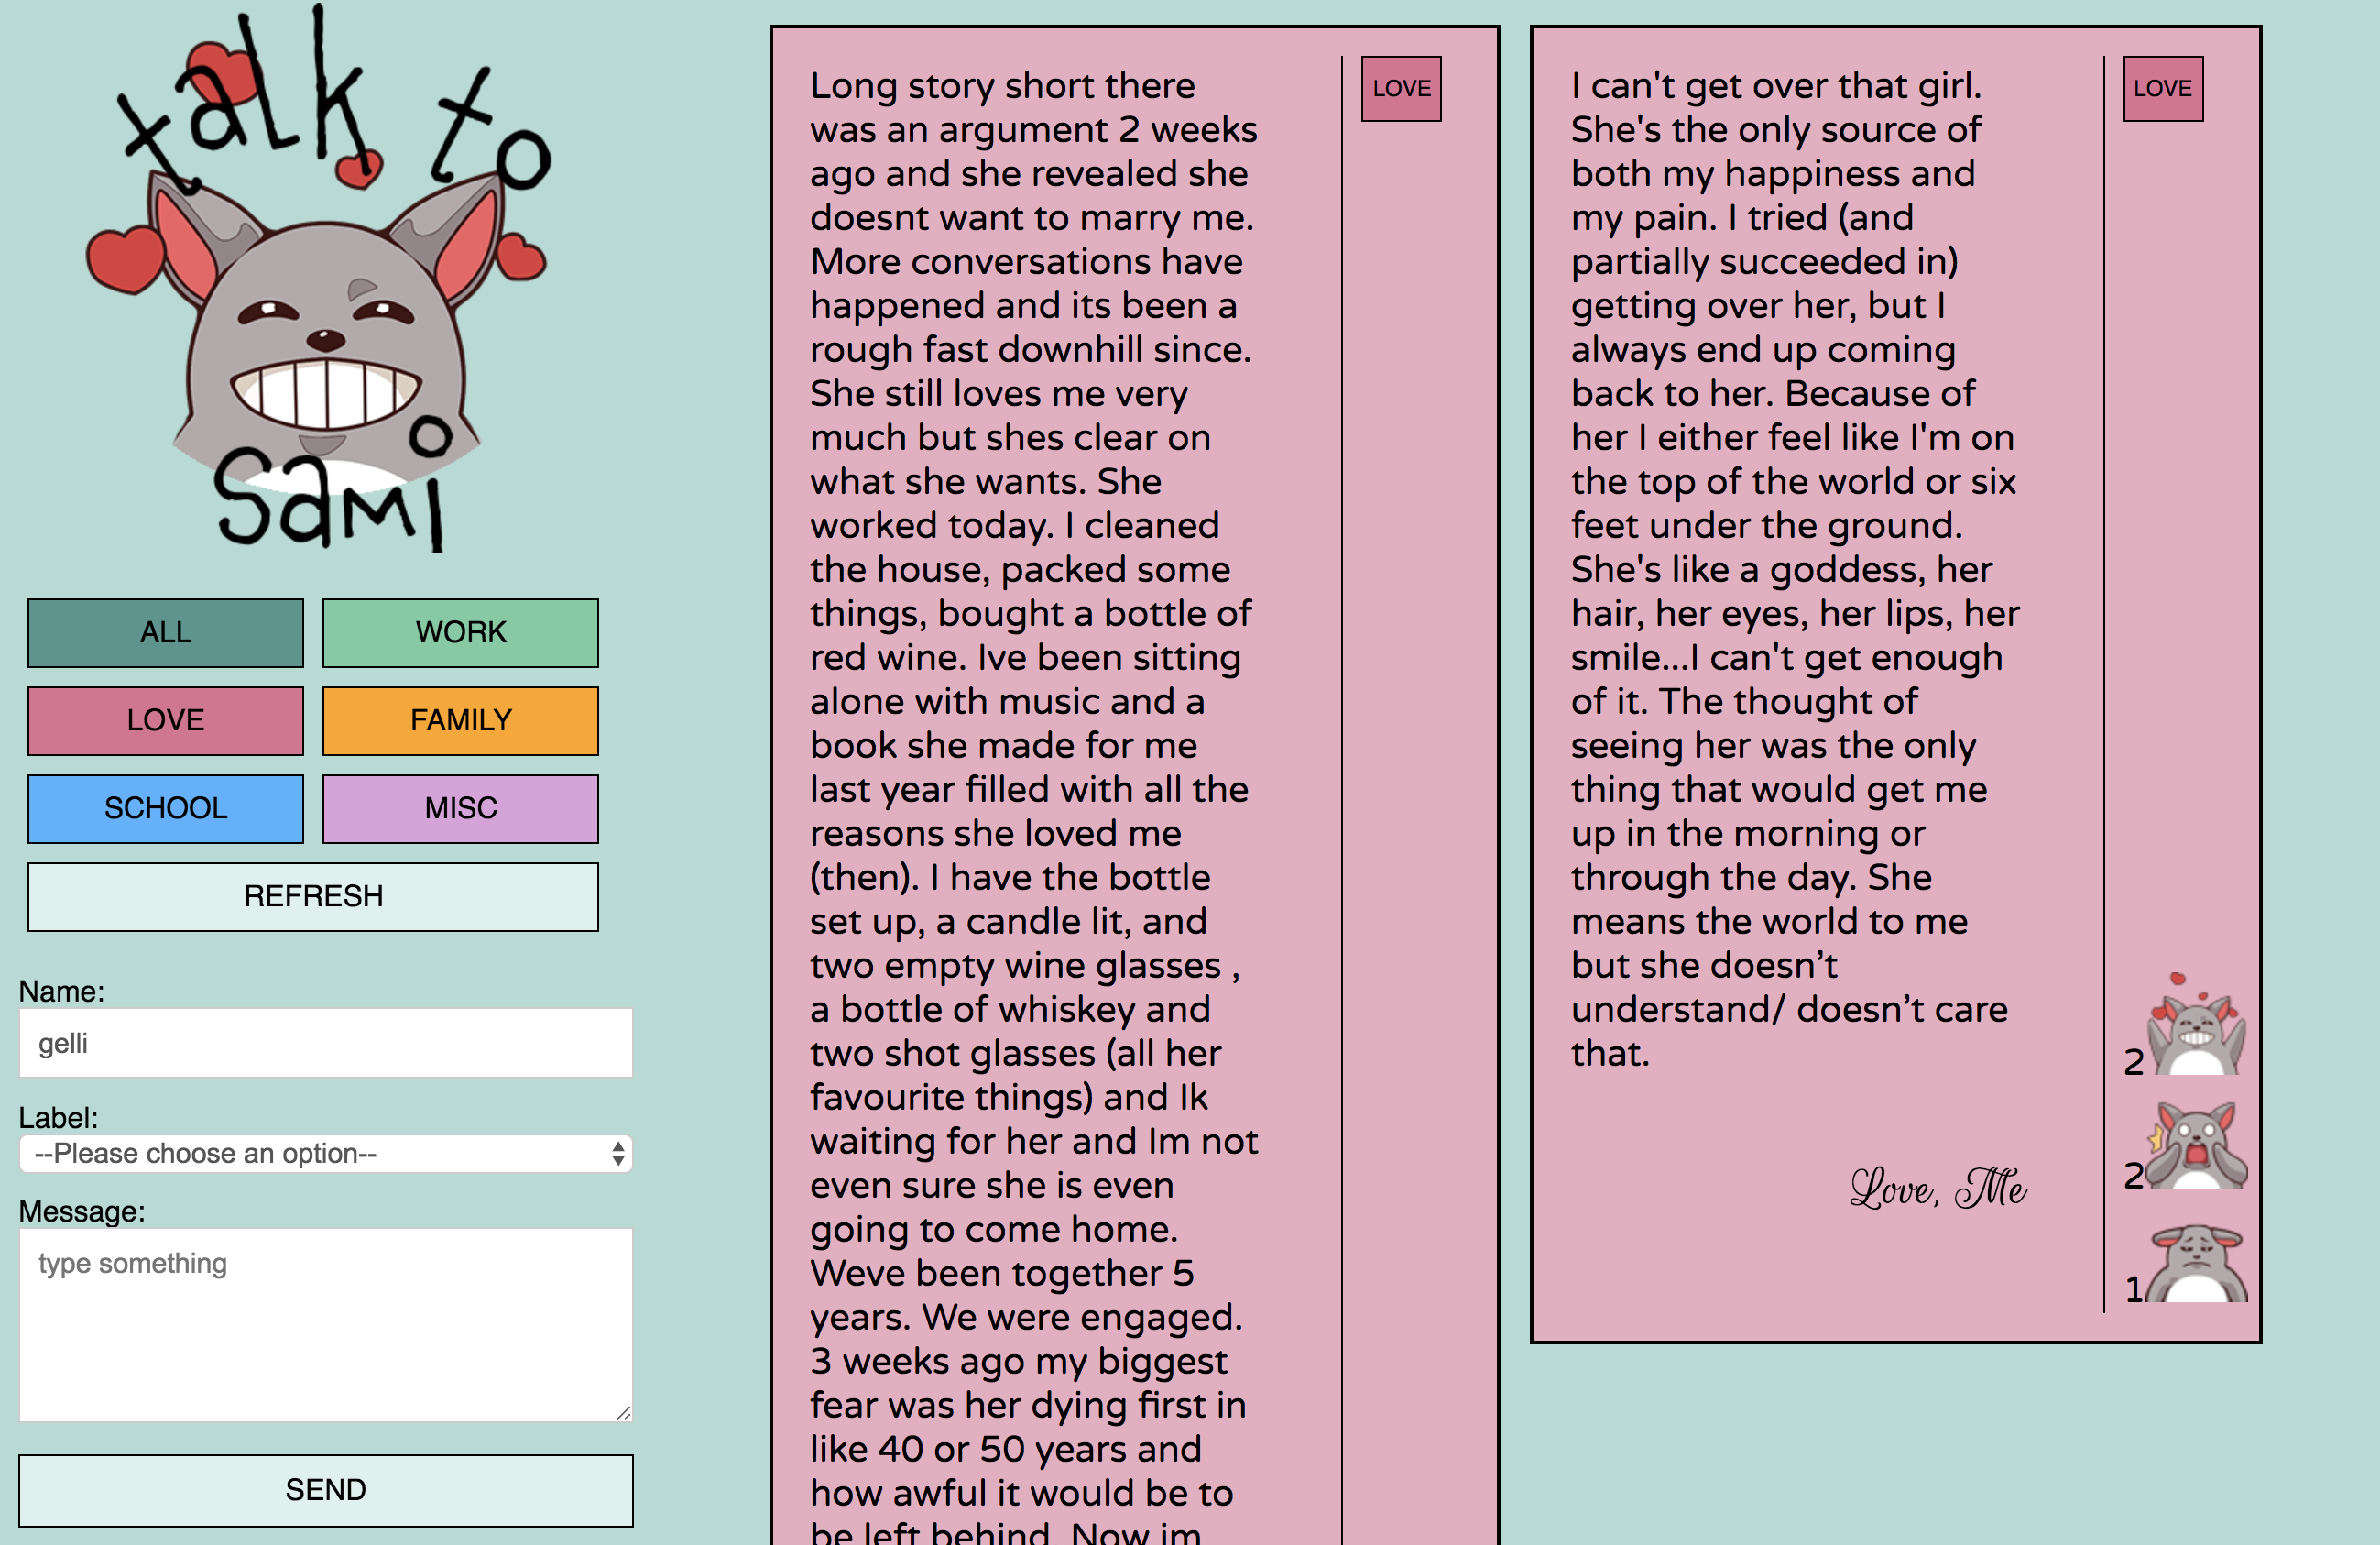 talk to
sami
ALL
WORK
LOVE
FAMILY
SCHOOL
MISC
REFRESH
Name:
gelli
Label:
--Please choose an option--
Message:
type something
SEND
Long story short there
was an argument 2 weeks
ago and she revealed she
doesnt want to marry me.
More conversations have
happened and its been a
rough fast downhill since.
She still loves me very
much but shes clear on
what she wants. She
worked today. I cleaned
the house, packed some
things, bought a bottle of
red wine. Ive been sitting
alone with music and a
book she made for me
last year filled with all the
reasons she loved me
(then). I have the bottle
set up, a candle lit, and
two empty wine glasses ,
a bottle of whiskey and
two shot glasses (all her
favourite things) and Ik
waiting for her and Im not
even sure she is even
going to come home.
Weve been together 5
years. We were engaged.
3 weeks ago my biggest
fear was her dying first in
like 40 or 50 years and
how awful it would be to
be left behind. Now im
LOVE
I can't get over that girl.
She's the only source of
both my happiness and
my pain. I tried (and
partially succeeded in)
getting over her, but I
always end up coming
back to her. Because of
her I either feel like I'm on
the top of the world or six
feet under the ground.
She's like a goddess, her
hair, her eyes, her lips, her
smile...I can't get enough
of it. The thought of
seeing her was the only
thing that would get me
up in the morning or
through the day. She
means the world to me
but she doesn’t
understand/ doesn’t care
that.
Love, Me
LOVE
2
2
1